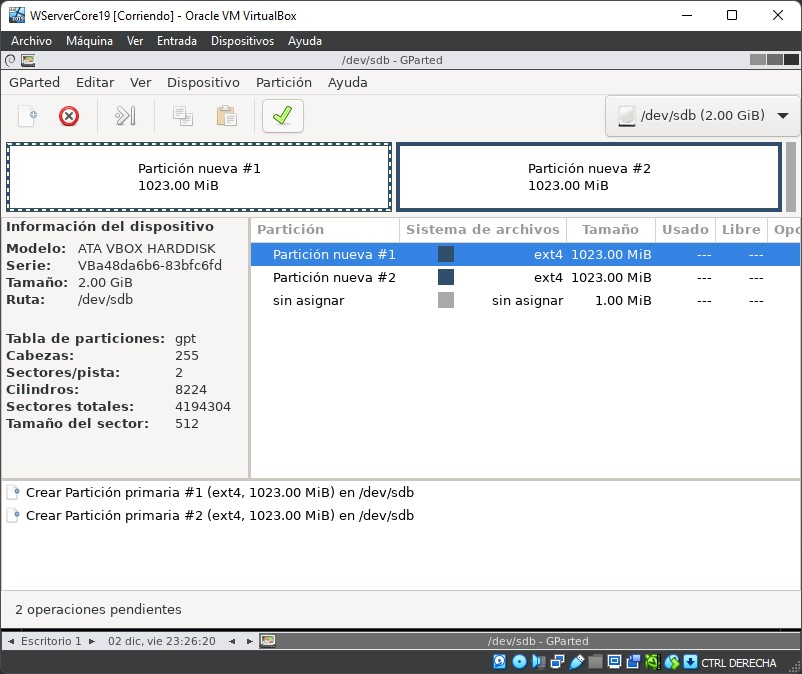 WServerCore19 [Corriendo] - Oracle VM VirtualBox
Archivo Máquina Ver Entrada Dispositivos Ayuda
/dev/sdb - GParted
GParted Editar Ver Dispositivo Partición Ayuda
/dev/sdb (2.00 GiB)
Partición nueva #1
1023.00 MiB
Partición nueva #2
1023.00 MiB
Información del dispositivo
Modelo: ATA VBOX HARDDISK
Serie: VBa48da6b6-83bfc6fd
Tamaño: 2.00 GiB
Ruta: /dev/sdb
Tabla de particiones: gpt
Cabezas: 255
Sectores/pista: 2
Cilindros: 8224
Sectores totales: 4194304
Tamaño del sector: 512
Partición Sistema de archivos Tamaño Usado Libre Opc
Partición nueva #1 ext4 1023.00 MiB --- ---
Partición nueva #2 ext4 1023.00 MiB --- ---
sin asignar sin asignar 1.00 MiB --- ---
Crear Partición primaria #1 (ext4, 1023.00 MiB) en /dev/sdb
Crear Partición primaria #2 (ext4, 1023.00 MiB) en /dev/sdb
2 operaciones pendientes
Escritorio 1 02 dic, vie 23:26:20 /dev/sdb - GParted
CTRL DERECHA